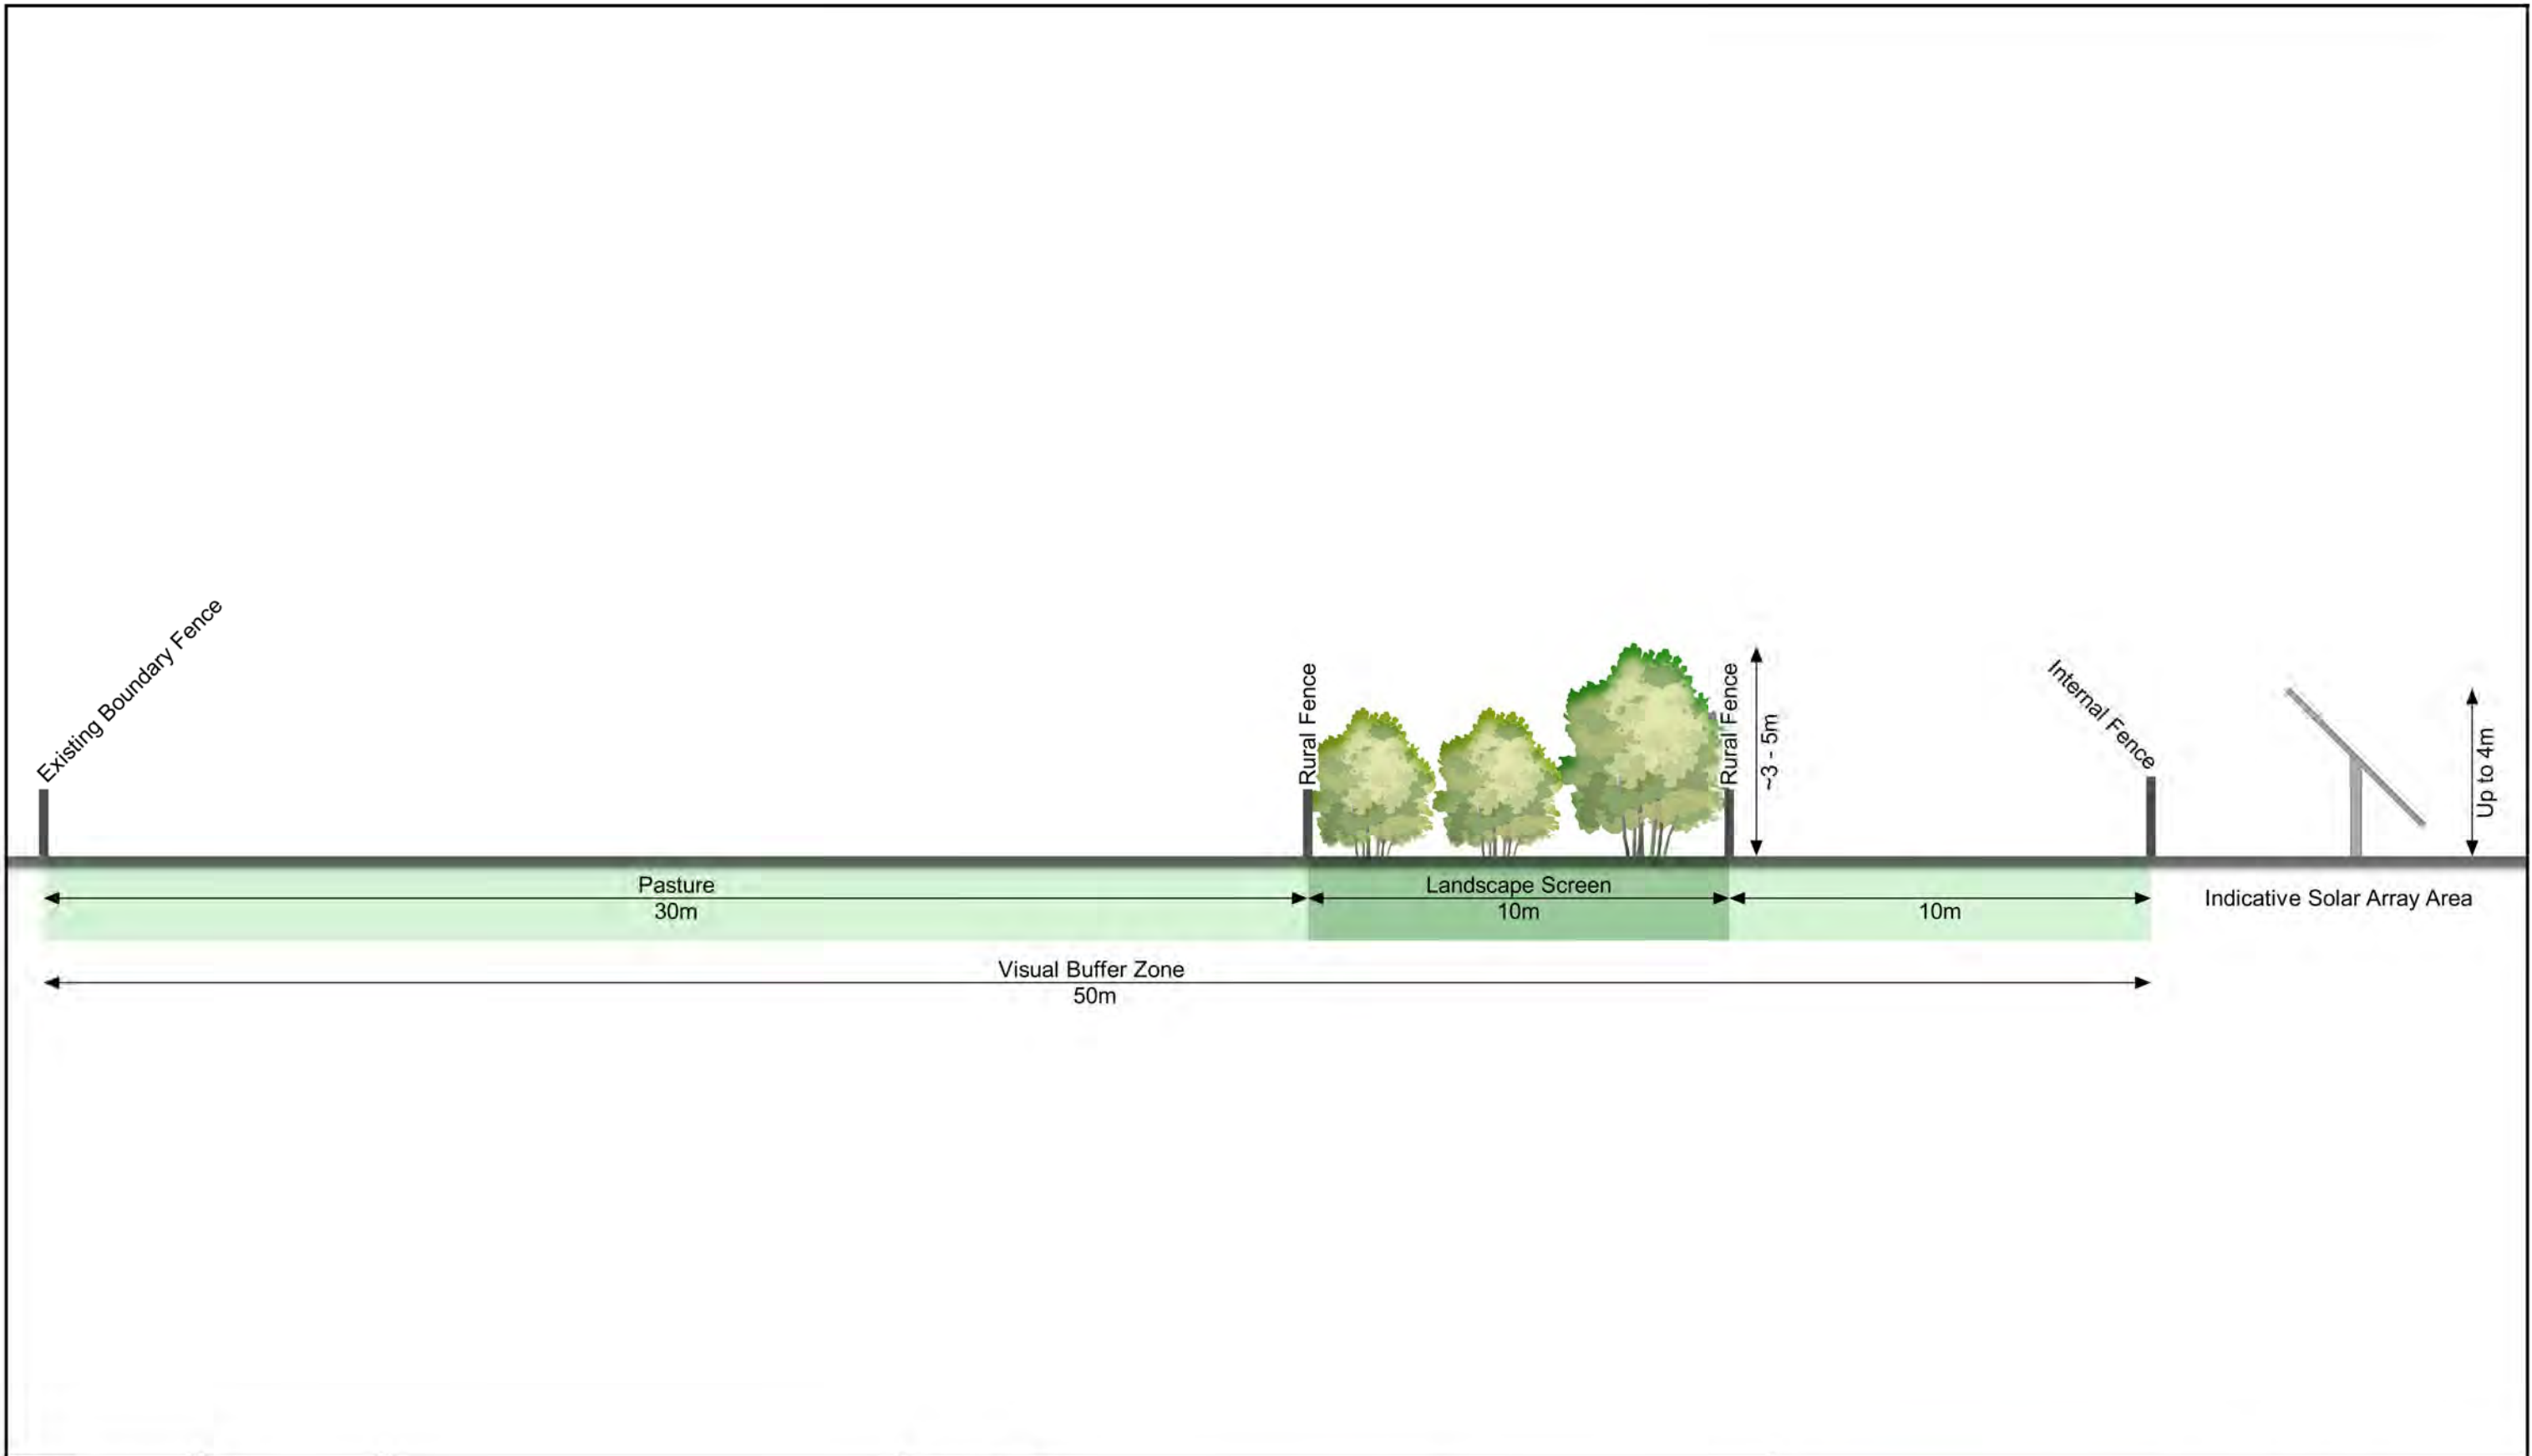 Existing Boundary Fence
Rural Fence
Rural Fence
~3 - 5m
Internal Fence
Up to 4m
Pasture
30m
Landscape Screen
10m
10m
Indicative Solar Array Area
Visual Buffer Zone
50m